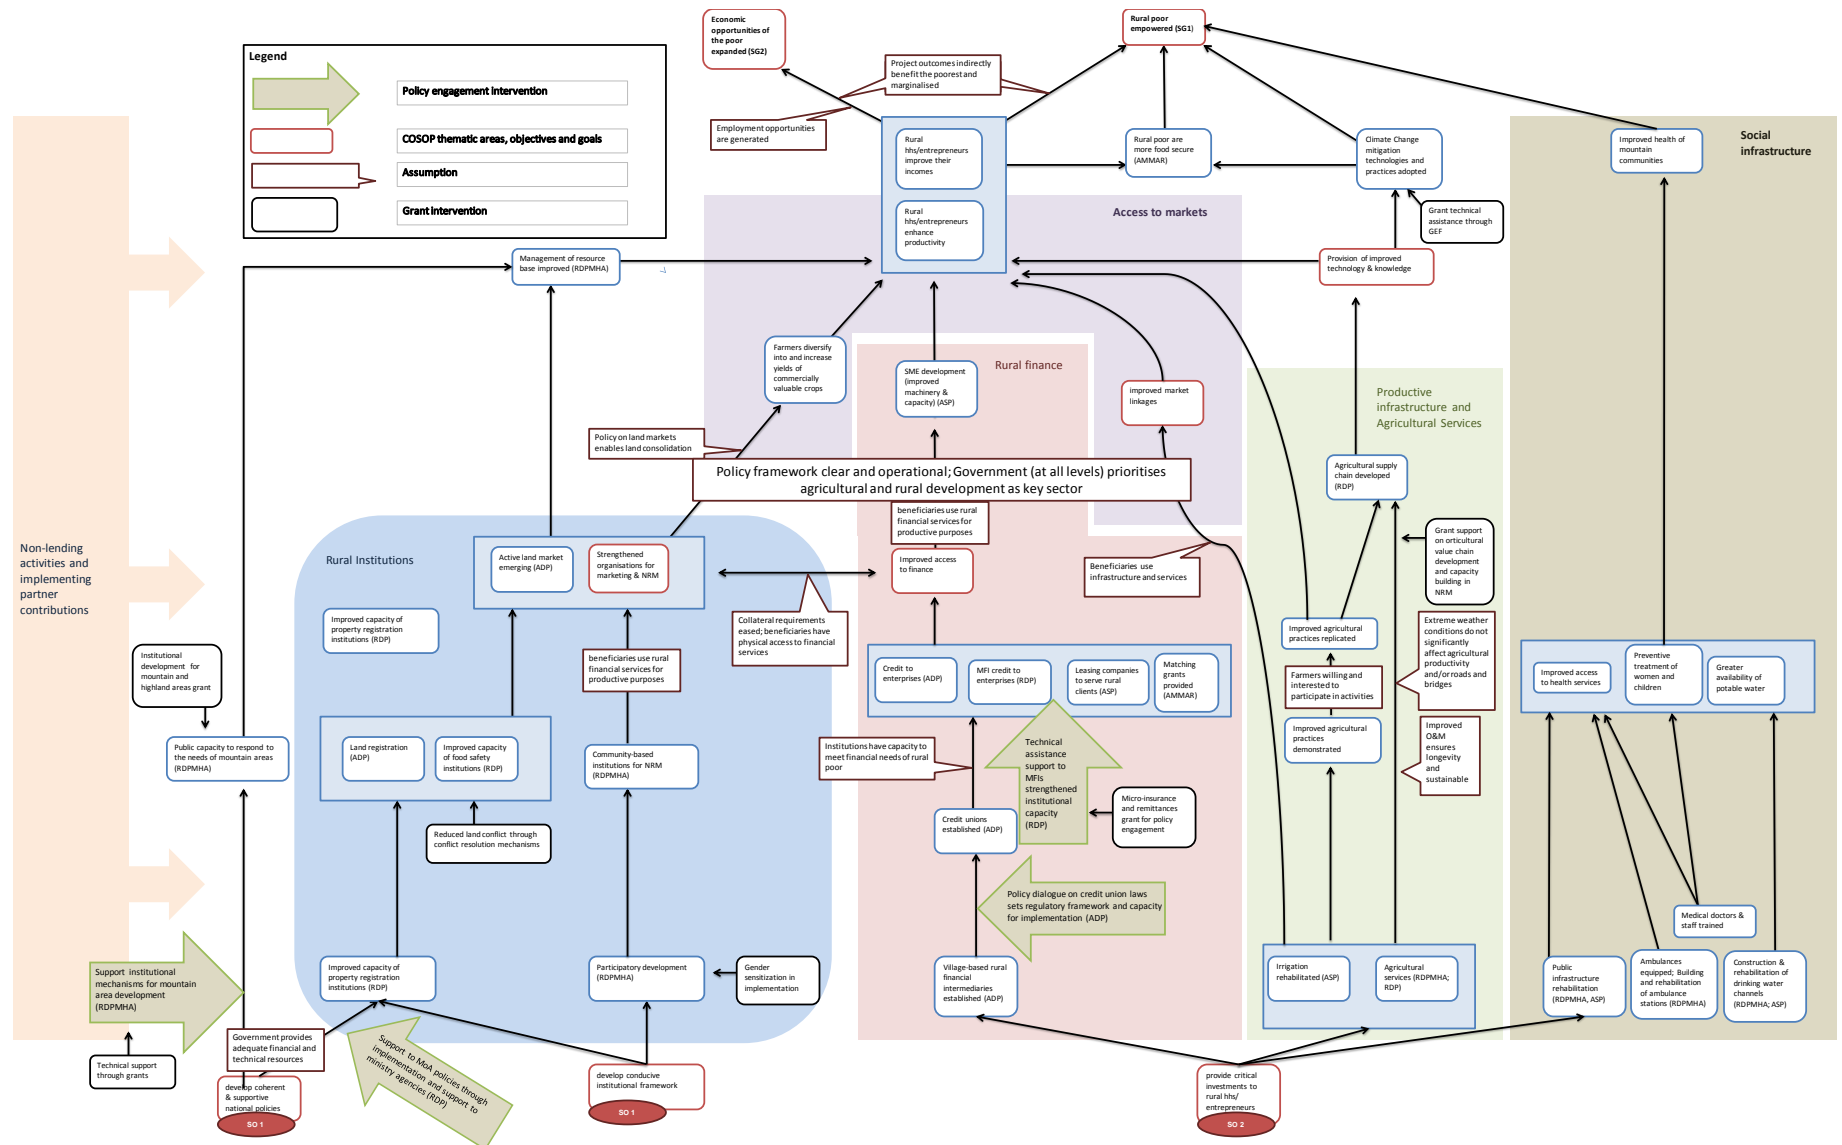 Economic
opportunities of
the poor
expanded (SG2)
Rural poor
empowered (SG1)
Legend
Policy engagement intervention
COSOP thematic areas, objectives and goals
Assumption
Grant intervention
Project outcomes indirectly
benefit the poorest and
marginalised
Employment opportunities
are generated
Rural
hhs/entrepreneurs
improve their
incomes
Rural
hhs/entrepreneurs
enhance
productivity
Rural poor are
more food secure
(AMMAR)
Climate Change
mitigation
technologies and
practices adopted
Improved health of
mountain
communities
Social
infrastructure
Access to markets
Grant technical
assistance through
GEF
Management of resource
base improved (RDPMHA)
Provision of improved
technology & knowledge
Farmers diversify
into and increase
yields of
commercially
valuable crops
Rural finance
SME development
(improved
machinery &
capacity) (ASP)
improved market
linkages
Productive
infrastructure and
Agricultural Services
Policy on land markets
enables land consolidation
Policy framework clear and operational; Government (at all levels) prioritises
agricultural and rural development as key sector
Agricultural supply
chain developed
(RDP)
beneficiaries use rural
financial services for
productive purposes
Non-lending
activities and
implementing
partner
contributions
Rural Institutions
Active land market
emerging (ADP)
Strengthened
organisations for
marketing & NRM
Improved access
to finance
Beneficiaries use
infrastructure and services
Grant support
on orticultural
value chain
development
and capacity
building in
NRM
Improved capacity of
property registration
institutions (RDP)
Collateral requirements
eased; beneficiaries have
physical access to financial
services
Improved agricultural
practices replicated
Extreme weather
conditions do not
significantly
affect agricultural
productivity
and/or roads and
bridges
Institutional
development for
mountain and
highland areas grant
beneficiaries use rural
financial services for
productive purposes
Credit to
enterprises (ADP)
MFI credit to
enterprises (RDP)
Leasing companies
to serve rural
clients (ASP)
Matching
grants
provided
(AMMAR)
Farmers willing and
interested to
participate in activities
Improved access
to health services
Preventive
treatment of
women and
children
Greater
availability of
potable water
Public capacity to respond to
the needs of mountain areas
(RDPMHA)
Land registration
(ADP)
Improved capacity
of food safety
institutions (RDP)
Community-based
institutions for NRM
(RDPMHA)
Institutions have capacity to
meet financial needs of rural
poor
Technical
assistance
support to
MFIs
strengthened
institutional
capacity
(RDP)
Improved agricultural
practices
demonstrated
Improved
O&M
ensures
longevity
and
sustainable
Reduced land conflict through
conflict resolution mechanisms
Credit unions
established (ADP)
Micro-insurance
and remittances
grant for policy
engagement
Policy dialogue on credit union laws
sets regulatory framework and capacity
for implementation (ADP)
Medical doctors &
staff trained
Support institutional
mechanisms for mountain
area development
(RDPMHA)
Improved capacity of
property registration
institutions (RDP)
Participatory development
(RDPMHA)
Gender
sensitization in
implementation
Village-based rural
financial
intermediaries
established (ADP)
Irrigation
rehabilitated (ASP)
Agricultural
services (RDPMHA;
RDP)
Public
infrastructure
rehabilitation
(RDPMHA, ASP)
Ambulances
equipped; Building
and rehabilitation
of ambulance
stations (RDPMHA)
Construction &
rehabilitation of
drinking water
channels
(RDPMHA; ASP)
Government provides
adequate financial and
technical resources
Technical support
through grants
Support to MoA policies through
implementation and support to
ministry agencies (RDP)
develop coherent
& supportive
national policies
SO 1
develop conducive
institutional framework
SO 1
provide critical
investments to
rural hhs/
entrepreneurs
SO 2